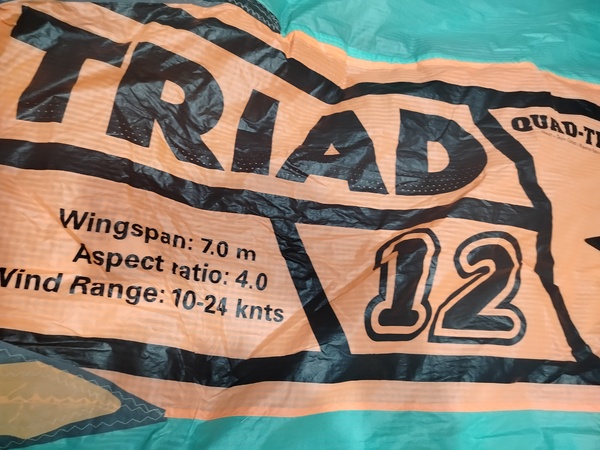 TRIAD
QUAD-T
Wingspan: 7.0 m
Aspect ratio: 4.0
Wind Range: 10-24 knts
12